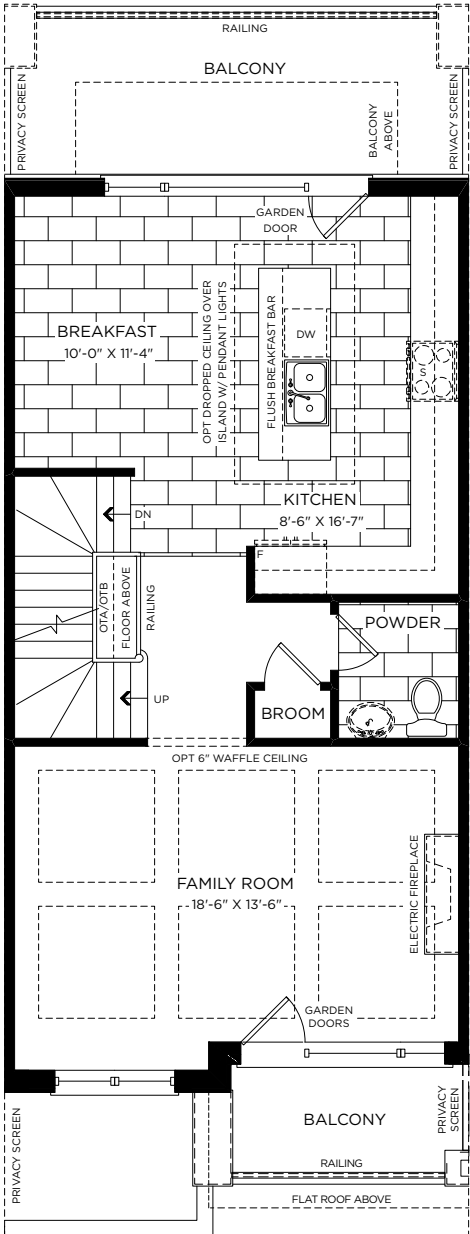 RAILING
BALCONY
PRIVACY SCREEN
BALCONY
ABOVE
PRIVACY SCREEN
GARDEN
DOOR
BREAKFAST
10'-0" X 11'-4"
OPT DROPPED CEILING OVER
ISLAND W/ PENDANT LIGHTS
FLUSH BREAKFAST BAR
DW
S
KITCHEN
8'-6" X 16'-7"
F
DN
OTA/OTB
FLOOR ABOVE
RAILING
UP
POWDER
BROOM
OPT 6" WAFFLE CEILING
FAMILY ROOM
18'-6" X 13'-6"
ELECTRIC FIREPLACE
GARDEN
DOORS
PRIVACY SCREEN
BALCONY
PRIVACY
SCREEN
RAILING
FLAT ROOF ABOVE